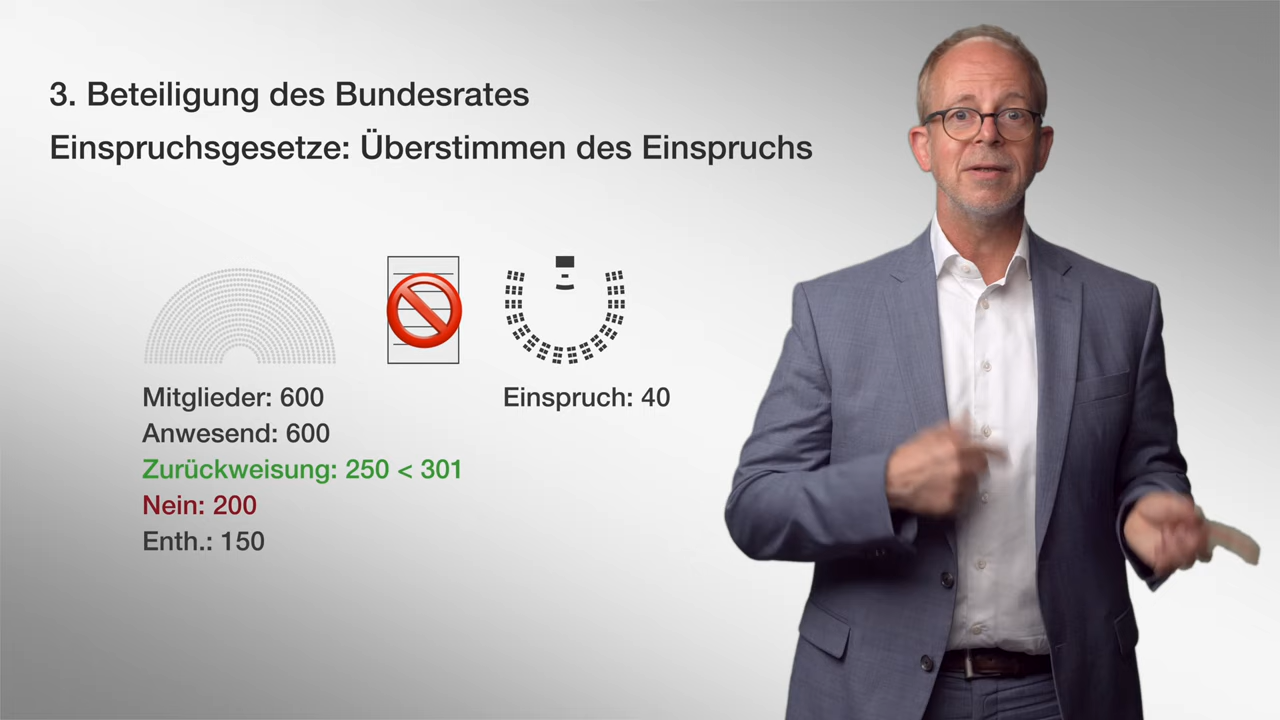 3. Beteiligung des Bundesrates
Einspruchsgesetze: Überstimmen des Einspruchs
Mitglieder: 600
Einspruch: 40
Anwesend: 600
Zurückweisung: 250 < 301
Nein: 200
Enth.: 150